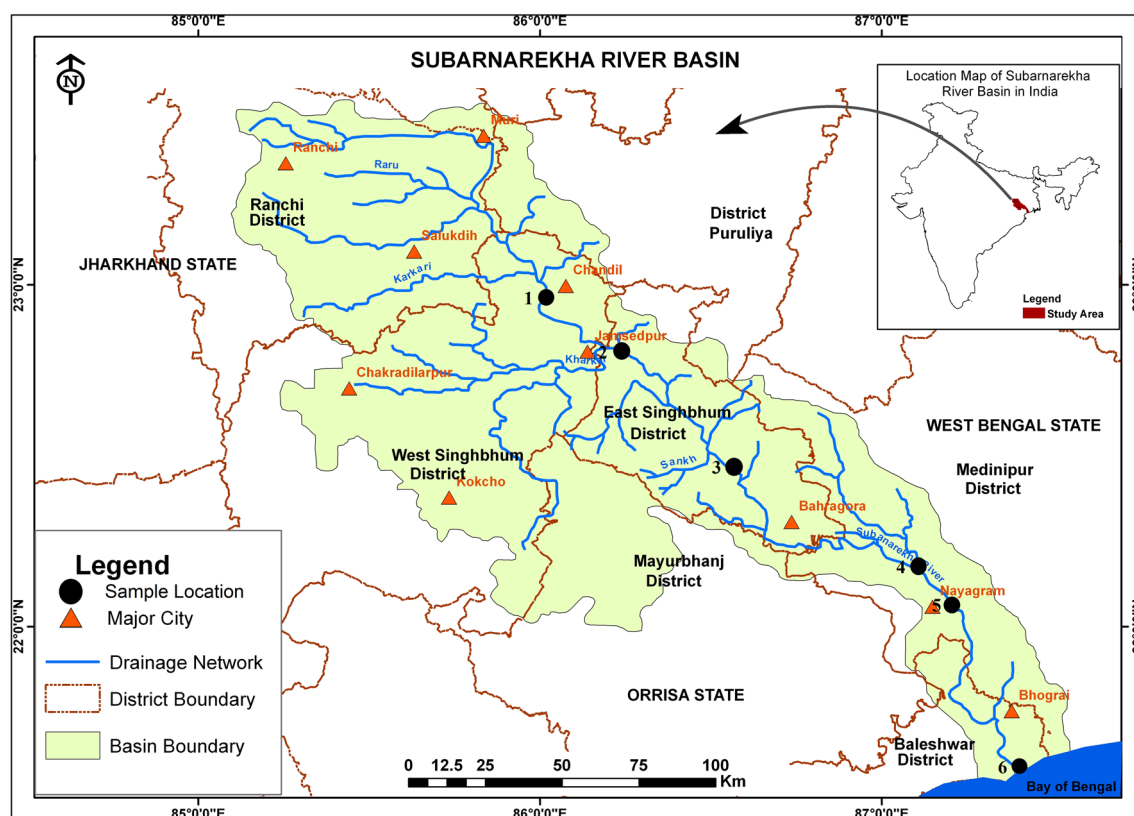 85°0'0"E
86°0'0"E
87°0'0"E
SUBARNAREKHA RIVER BASIN
N
Location Map of Subarnarekha
River Basin in India
Legend
Study Area
Muri
Ranchi
Raru
Ranchi
District
District
Puruliya
Salukdih
JHARKHAND STATE
Karkari
Chandil
23°0'0"N
1
Jamsedpur
2
Chakradilarpur
East Singhbhum
District
WEST BENGAL STATE
West Singhbhum
District
Sankh
3
Medinipur
District
Kokcho
Bahragora
Subanarekha River
Mayurbhanj
District
4
Nayagram
5
22°0'0"N
Legend
Sample Location
Major City
Drainage Network
District Boundary
Basin Boundary
ORRISA STATE
Bhograi
Baleshwar
District
6
Bay of Bengal
0 12.5 25 50 75 100
Km
85°0'0"E
86°0'0"E
87°0'0"E